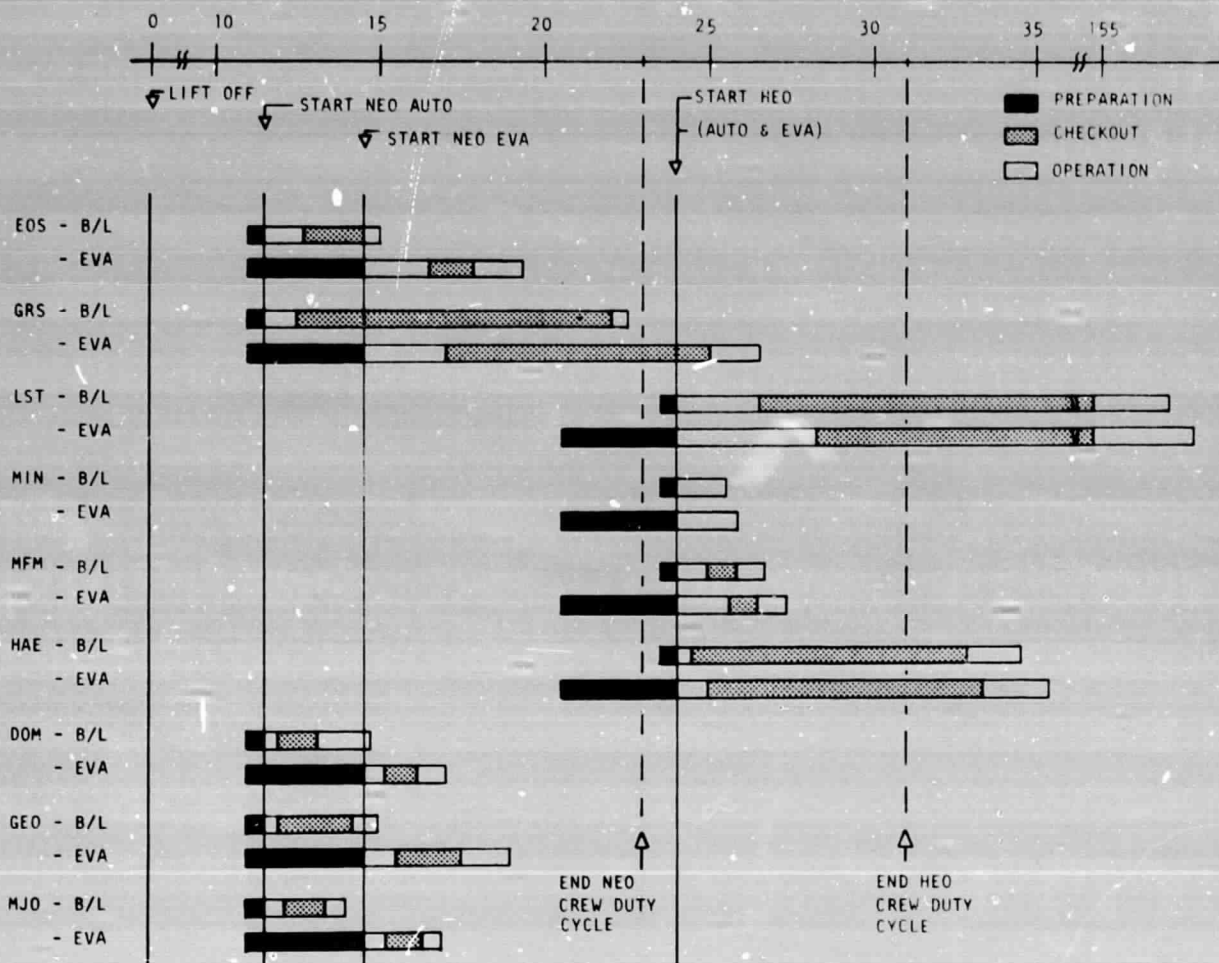 0 10 15 20 25 30 35 155
LIFT OFF
START NEO AUTO
START NEO EVA
START HEO
(AUTO & EVA)
PREPARATION
CHECKOUT
OPERATION
EOS - B/L
- EVA
GRS - B/L
- EVA
LST - B/L
- EVA
MIN - B/L
- EVA
MFM - B/L
- EVA
HAE - B/L
- EVA
DOM - B/L
- EVA
GEO - B/L
- EVA
MJO - B/L
- EVA
END NEO
CREW DUTY
CYCLE
END HEO
CREW DUTY
CYCLE